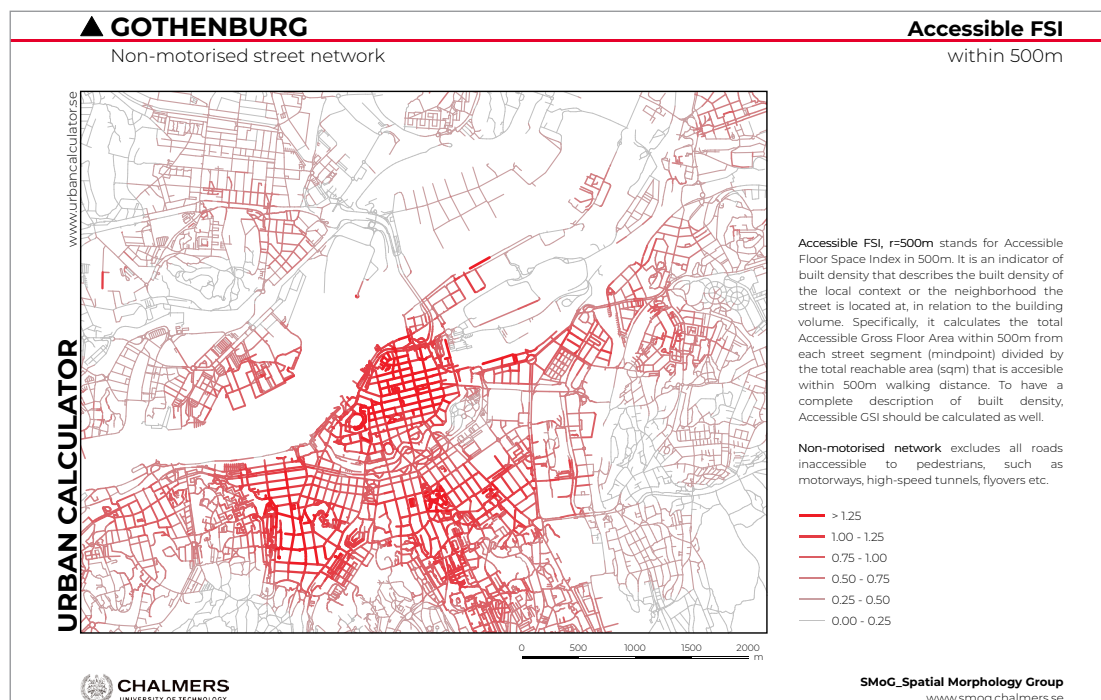 GOTHENBURG
Accessible FSI
Non-motorised street network
within 500m
www.urbancalculator.se
URBAN CALCULATOR
Accessible FSI, r=500m stands for Accessible
Floor Space Index in 500m. It is an indicator of
built density that describes the built density of
the local context or the neighborhood the
street is located at, in relation to the building
volume. Specifically, it calculates the total
Accessible Gross Floor Area within 500m from
each street segment (mindpoint) divided by
the total reachable area (sqm) that is accesible
within 500m walking distance. To have a
complete description of built density,
Accessible GSI should be calculated as well.
Non-motorised network excludes all roads
inaccessible to pedestrians, such as
motorways, high-speed tunnels, flyovers etc.
> 1.25
1.00 - 1.25
0.75 - 1.00
0.50 - 0.75
0.25 - 0.50
0.00 - 0.25
0 500 1000 1500 2000
m
CHALMERS
UNIVERSITY OF TECHNOLOGY
SMoG_Spatial Morphology Group
www.smog.chalmers.se